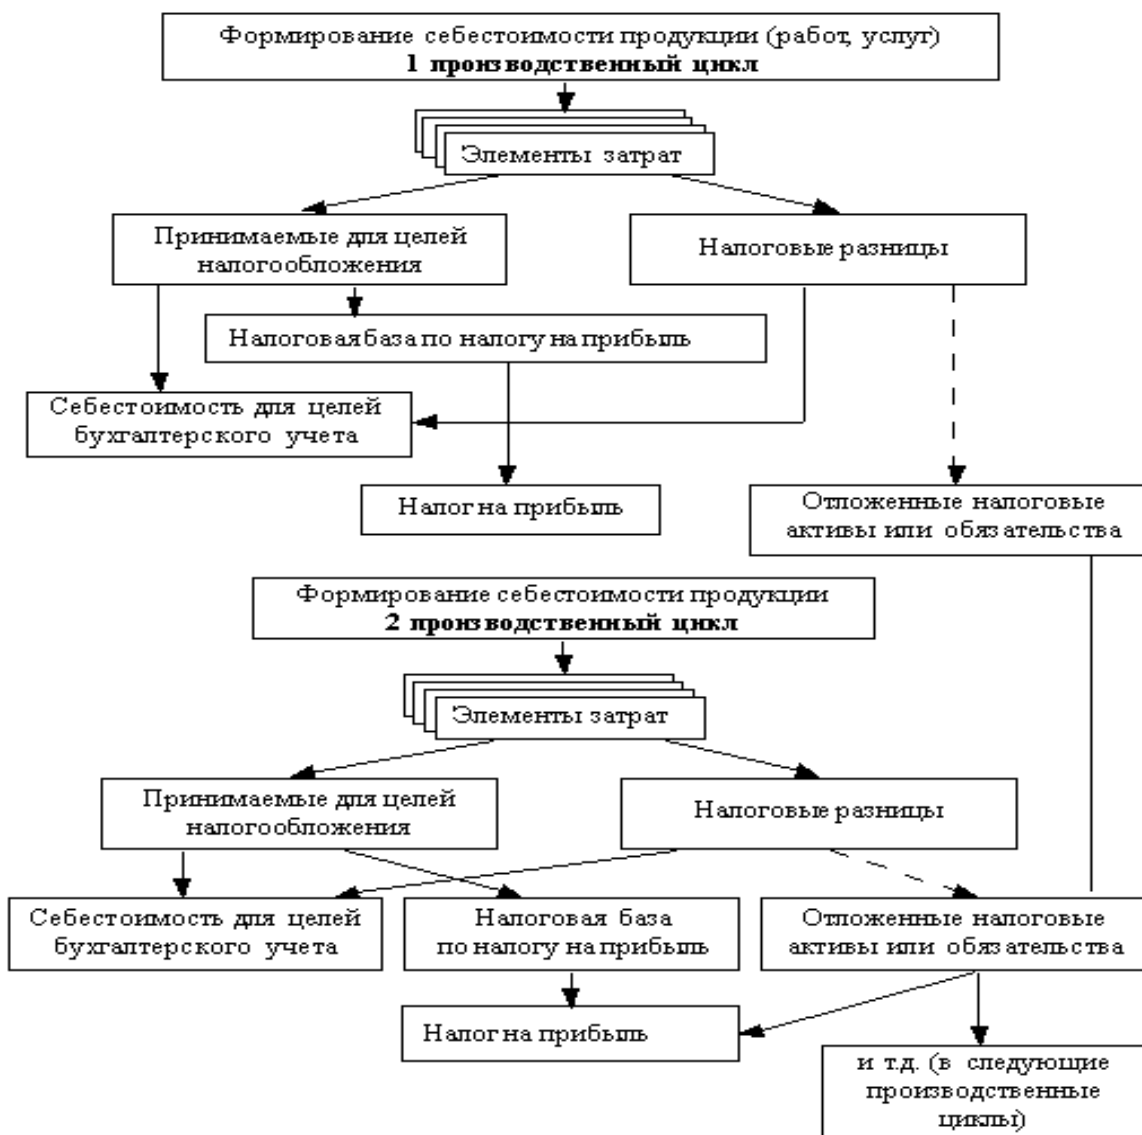 Формирование себестоимости продукции (работ, услуг)
1 производственный цикл
Элементы затрат
Принимаемые для целей
налогообложения
Налоговые разницы
Налоговая база по налогу на прибыль
Себестоимость для целей
бухгалтерского учета
Налог на прибыль
Отложенные налоговые
активы или обязательства
Формирование себестоимости продукции
2 производственный цикл
Элементы затрат
Принимаемые для целей
налогообложения
Налоговые разницы
Себестоимость для целей
бухгалтерского учета
Налоговая база
по налогу на прибыль
Отложенные налоговые
активы или обязательства
Налог на прибыль
и т.д. (в следующие
производственные
циклы)